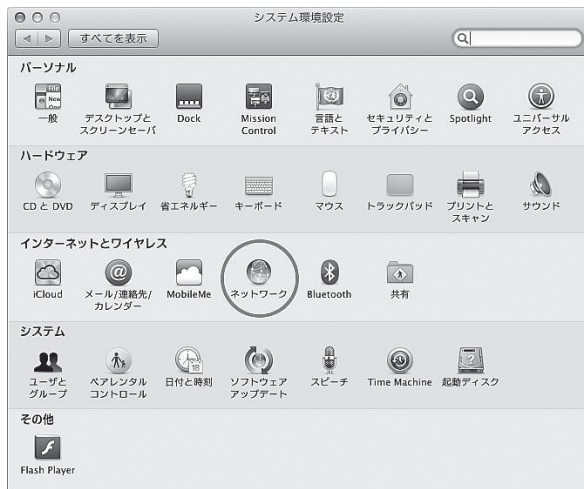 システム環境設定
すべてを表示
パーソナル
一般
デスクトップと
スクリーンセーバ
Dock
Mission
Control
言語と
テキスト
セキュリティと
プライバシー
Spotlight
ユニバーサル
アクセス
ハードウェア
CD と DVD
ディスプレイ
省エネルギー
キーボード
マウス
トラックパッド
プリントと
スキャン
サウンド
インターネットとワイヤレス
iCloud
メール/連絡先/
カレンダー
MobileMe
ネットワーク
Bluetooth
共有
システム
ユーザと
グループ
ペアレンタル
コントロール
日付と時刻
ソフトウェア
アップデート
スピーチ
Time Machine
起動ディスク
その他
Flash Player